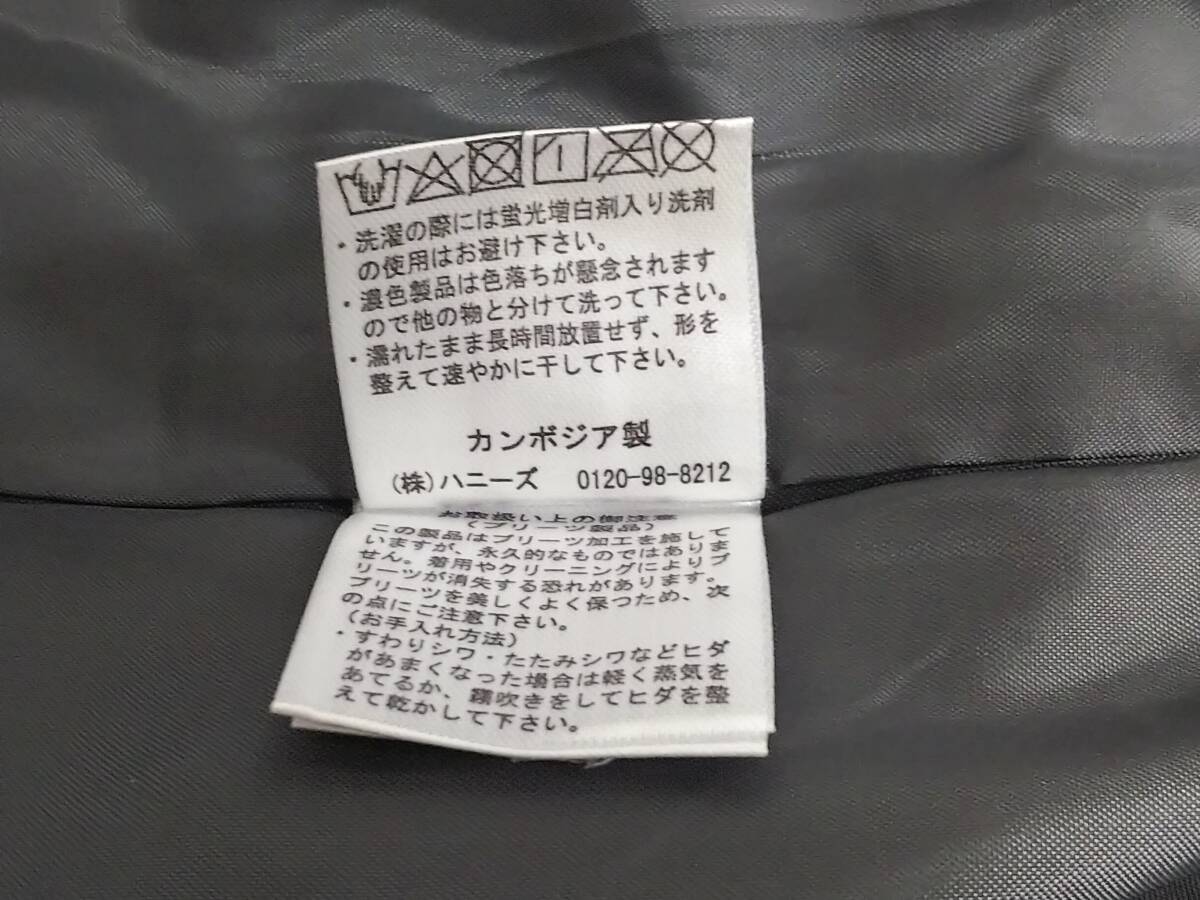 ・洗濯の際には蛍光増白剤入り洗剤
の使用はお避け下さい。
・濃色製品は色落ちが懸念されます
ので他の物と分けて洗って下さい。
・濡れたまま長時間放置せず、形を
整えて速やかに干して下さい。
カンボジア製
(株)ハニーズ 0120-98-8212
お取扱い上の御注意
(プリーツ製品)
この製品はプリーツ加工を施して
いますが、永久的なものではありま
せん。着用やクリーニングによりプ
リーツが消失する恐れがあります。
プリーツを美しくよく保つため、次
の点にご注意下さい。
(お手入れ方法)
・すわりシワ・たたみシワなどヒダ
があまくなった場合は軽く蒸気を
あてるか、霧吹きをしてヒダを整
えて乾かして下さい。